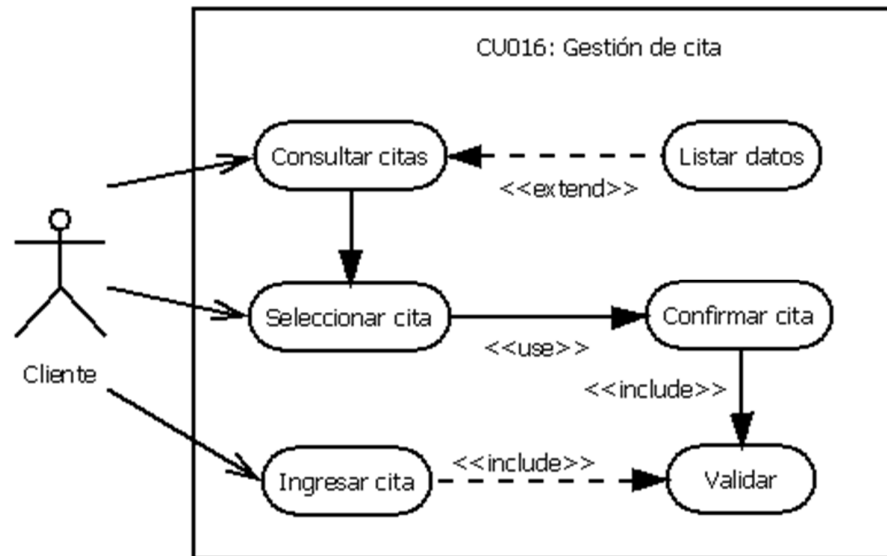 CU016: Gestión de cita
Consultar citas
Listar datos
<<extend>>
Seleccionar cita
Confirmar cita
<<use>>
Cliente
<<include>>
<<include>>
Ingresar cita
Validar